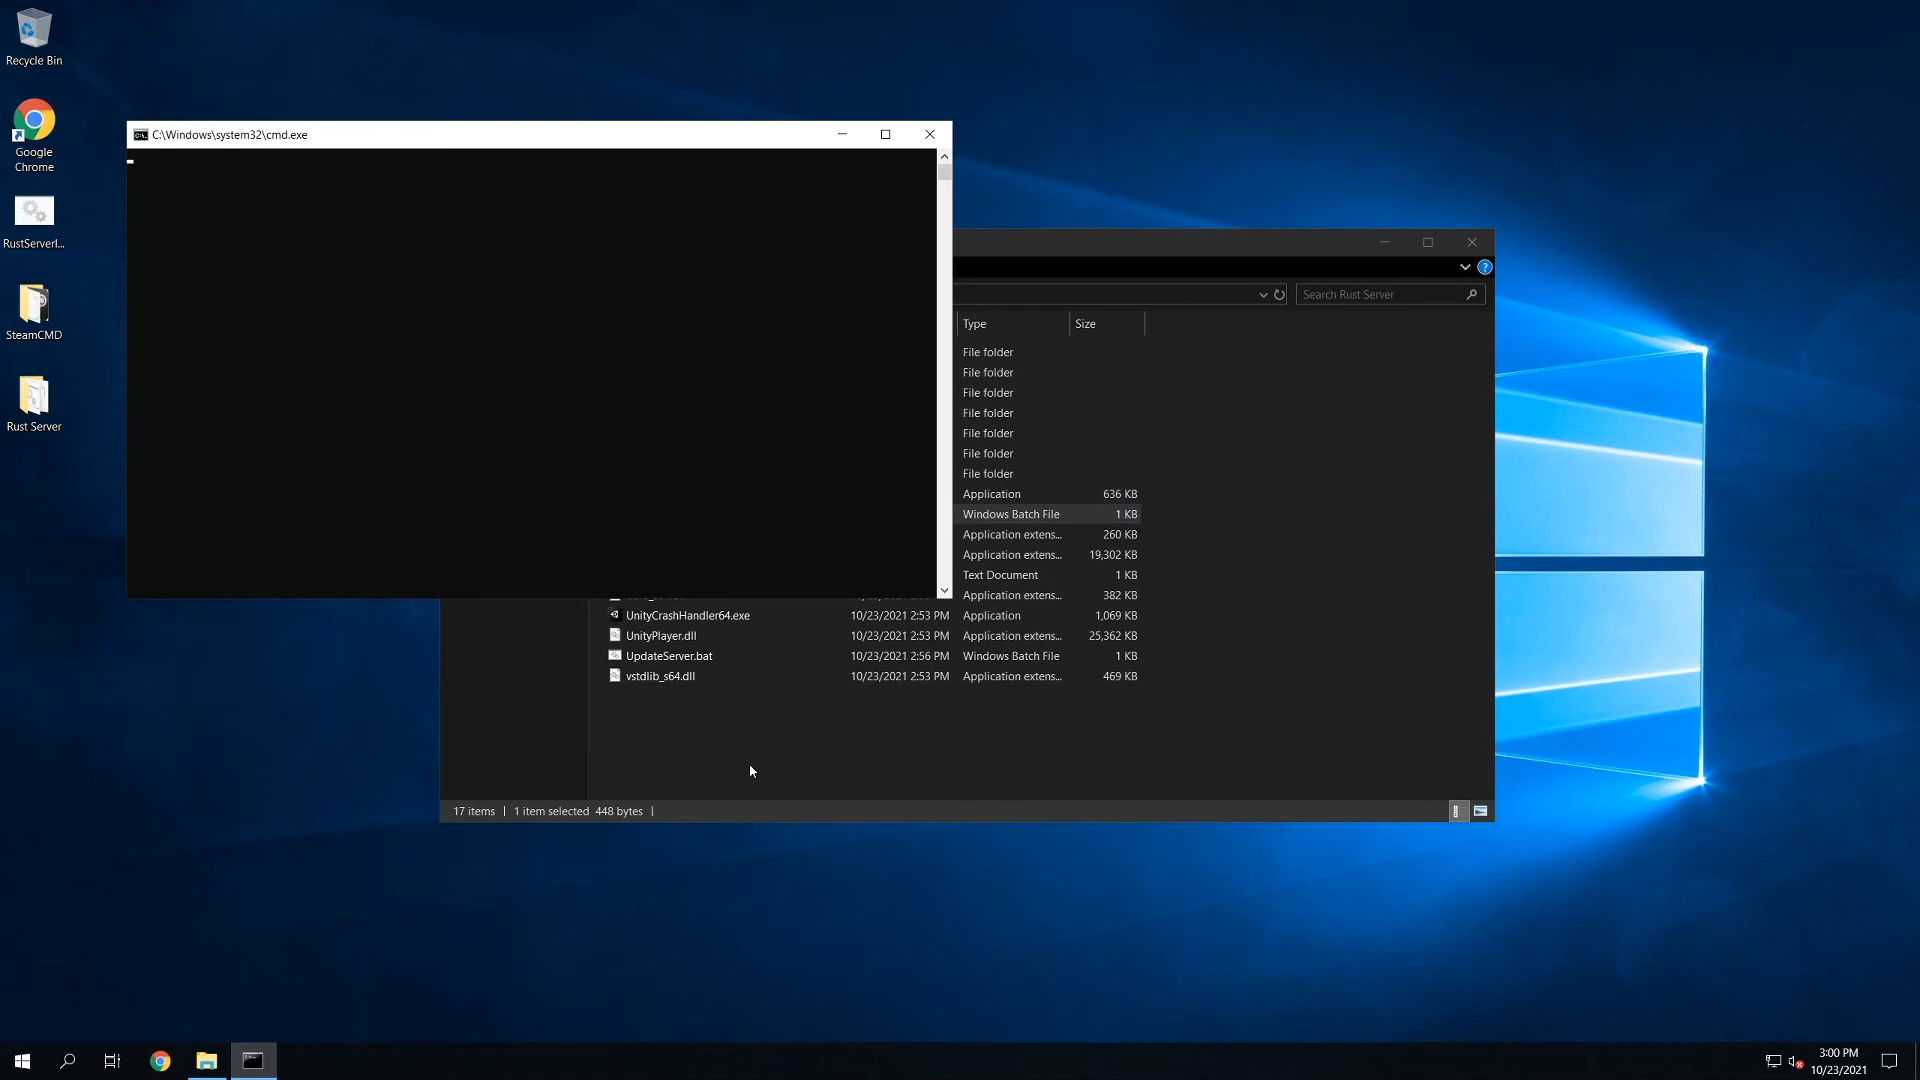 Recycle Bin
Google
Chrome
RustServerI...
SteamCMD
Rust Server
C:\Windows\system32\cmd.exe
Search Rust Server
Type Size
File folder
File folder
File folder
File folder
File folder
File folder
File folder
Application 636 KB
Windows Batch File 1 KB
Application extens... 260 KB
Application extens... 19,302 KB
Text Document 1 KB
Application extens... 382 KB
UnityCrashHandler64.exe 10/23/2021 2:53 PM Application 1,069 KB
UnityPlayer.dll 10/23/2021 2:53 PM Application extens... 25,362 KB
UpdateServer.bat 10/23/2021 2:56 PM Windows Batch File 1 KB
vstdlib_s64.dll 10/23/2021 2:53 PM Application extens... 469 KB
17 items 1 item selected 448 bytes
3:00 PM
10/23/2021